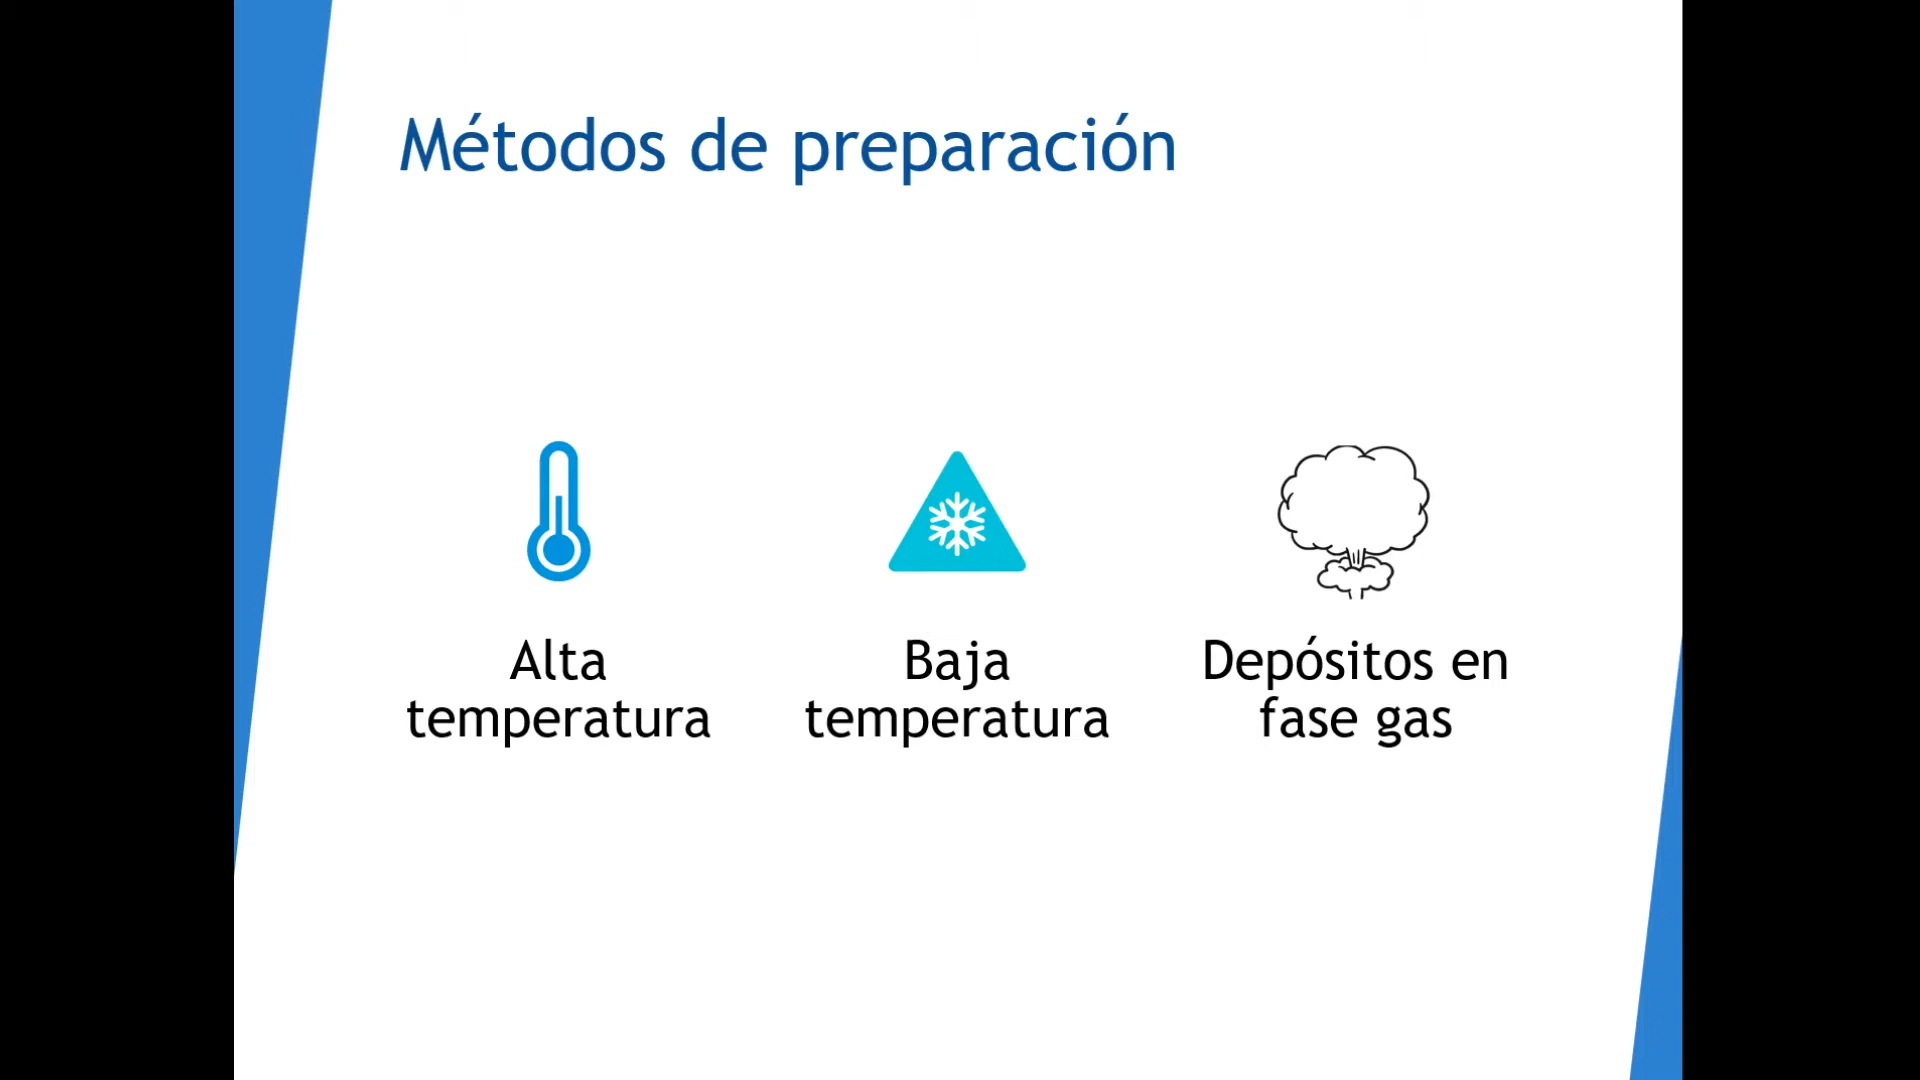 Métodos de preparación
Alta
temperatura
Baja
temperatura
Depósitos en
fase gas